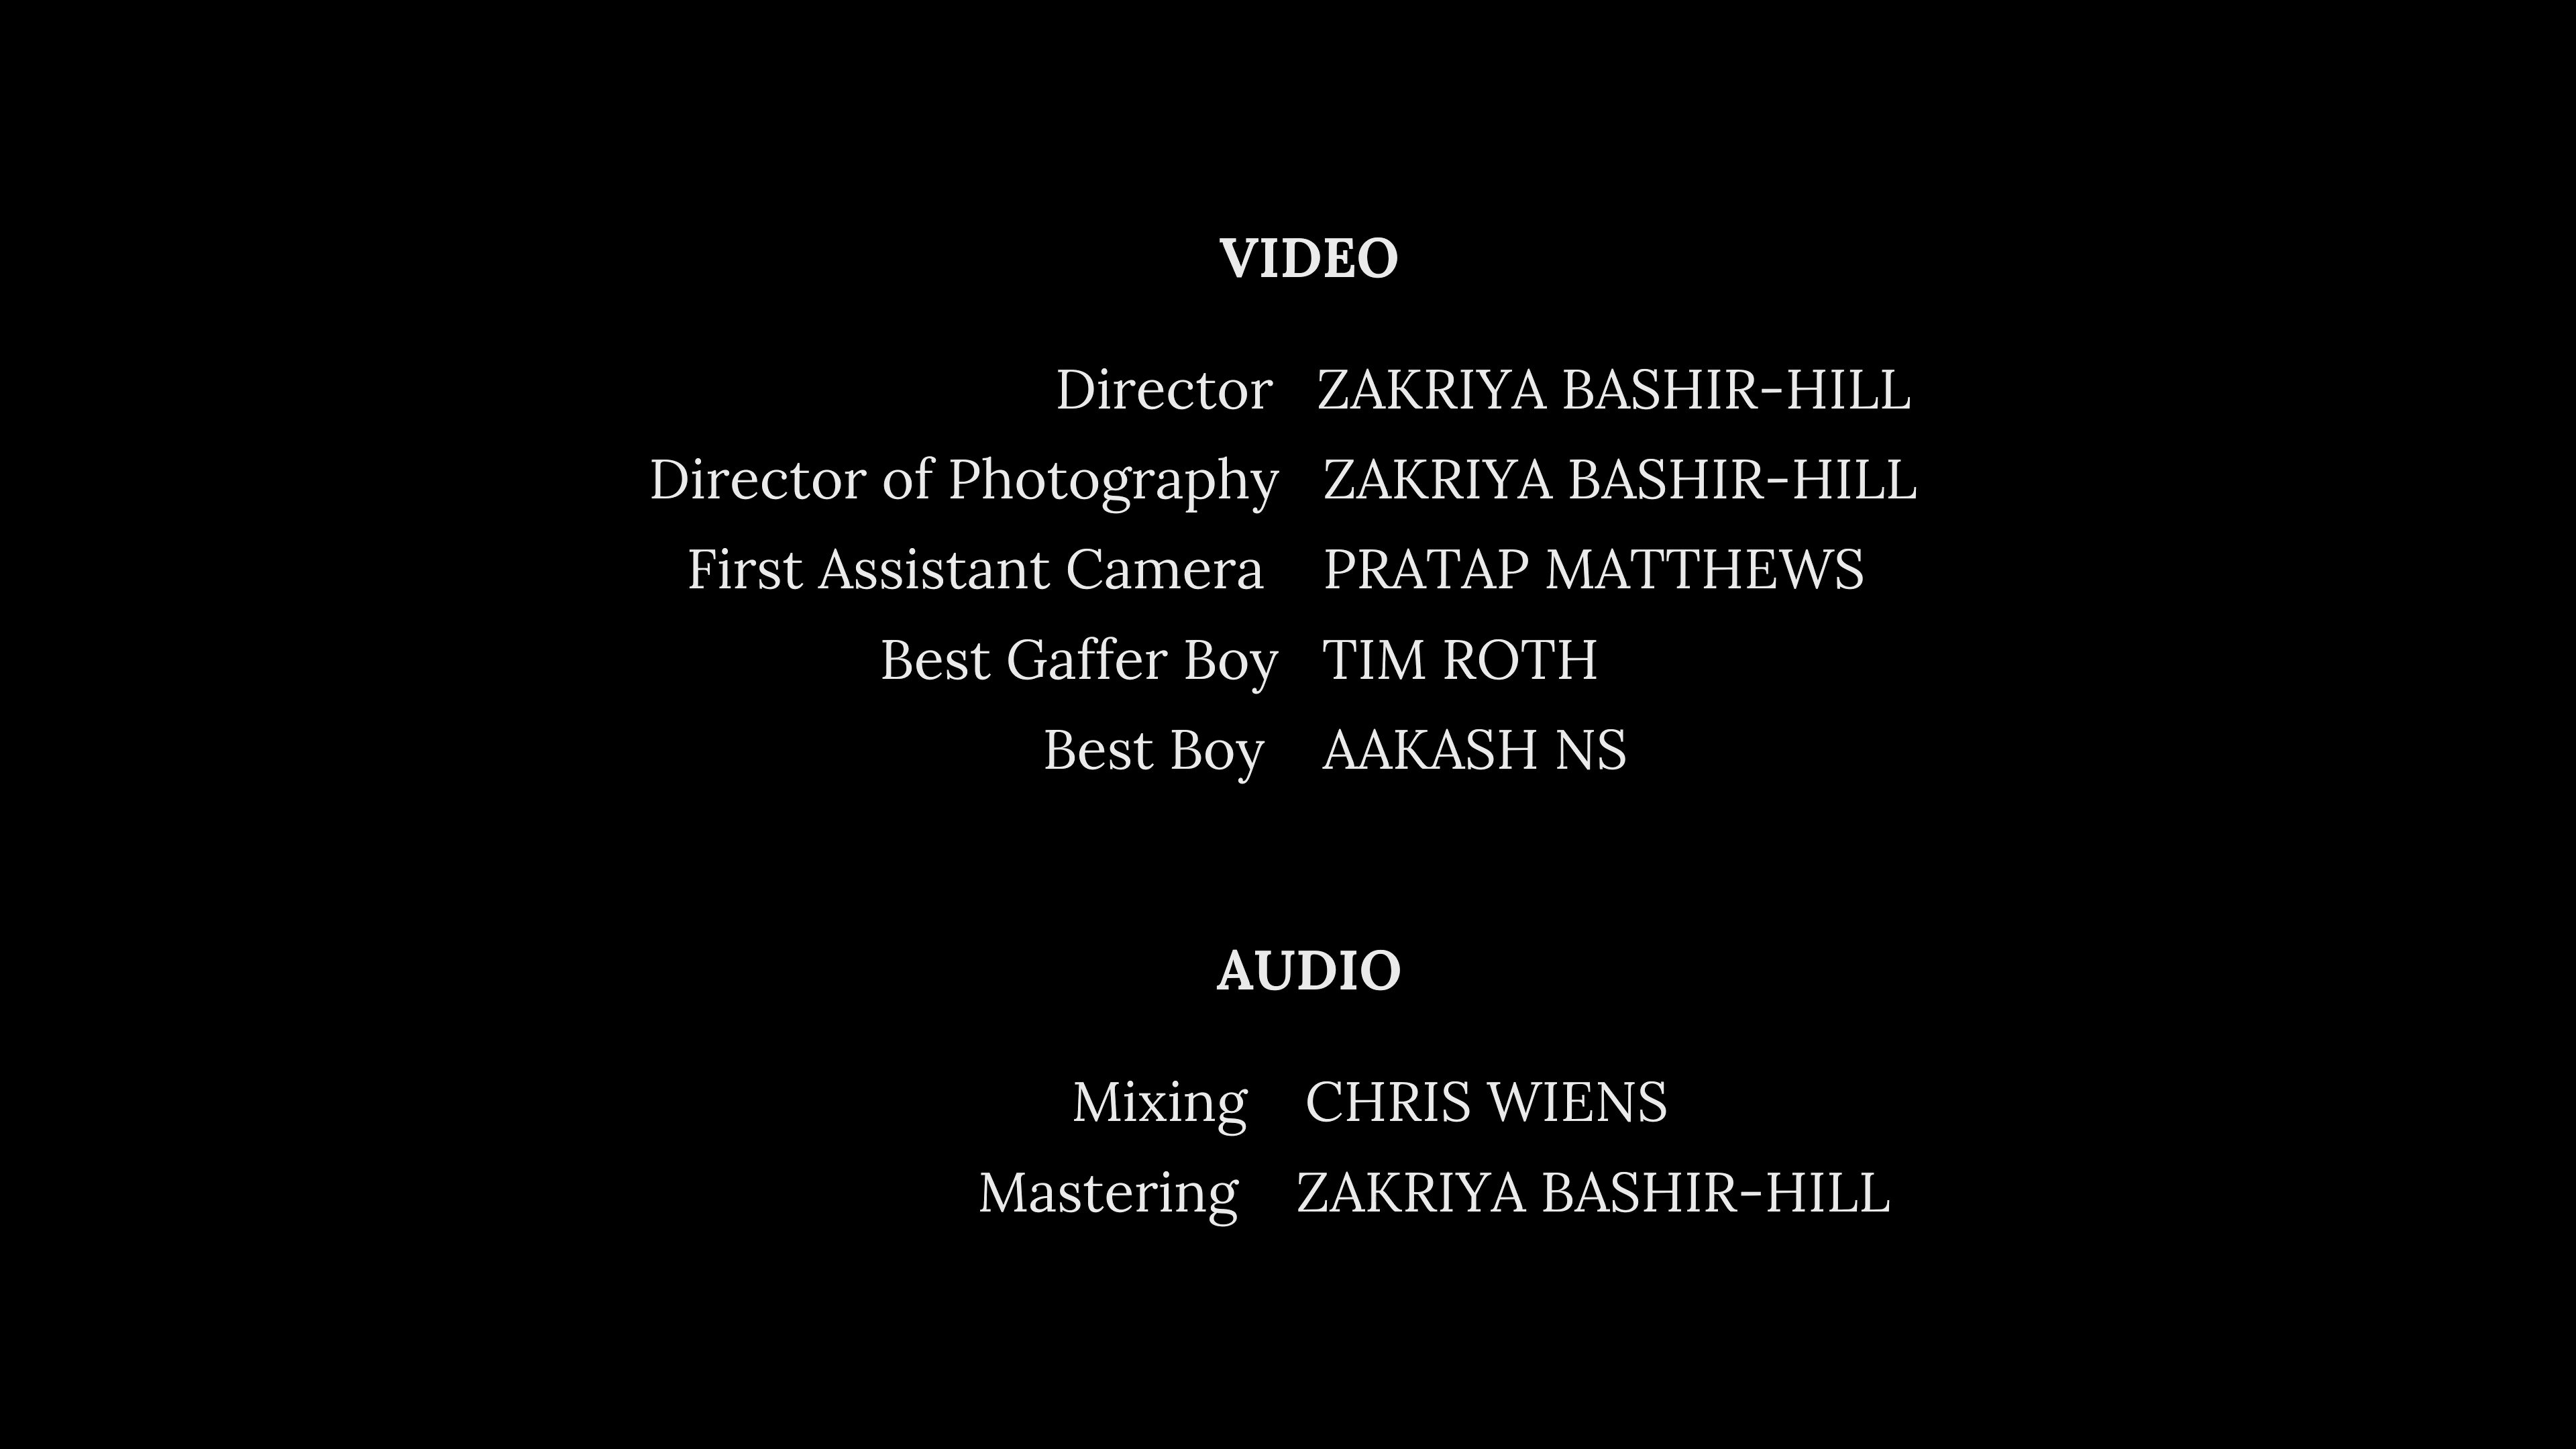 VIDEO
Director ZAKRIYA BASHIR-HILL
Director of Photography ZAKRIYA BASHIR-HILL
First Assistant Camera PRATAP MATTHEWS
Best Gaffer Boy TIM ROTH
Best Boy AAKASH NS
AUDIO
Mixing CHRIS WIENS
Mastering ZAKRIYA BASHIR-HILL